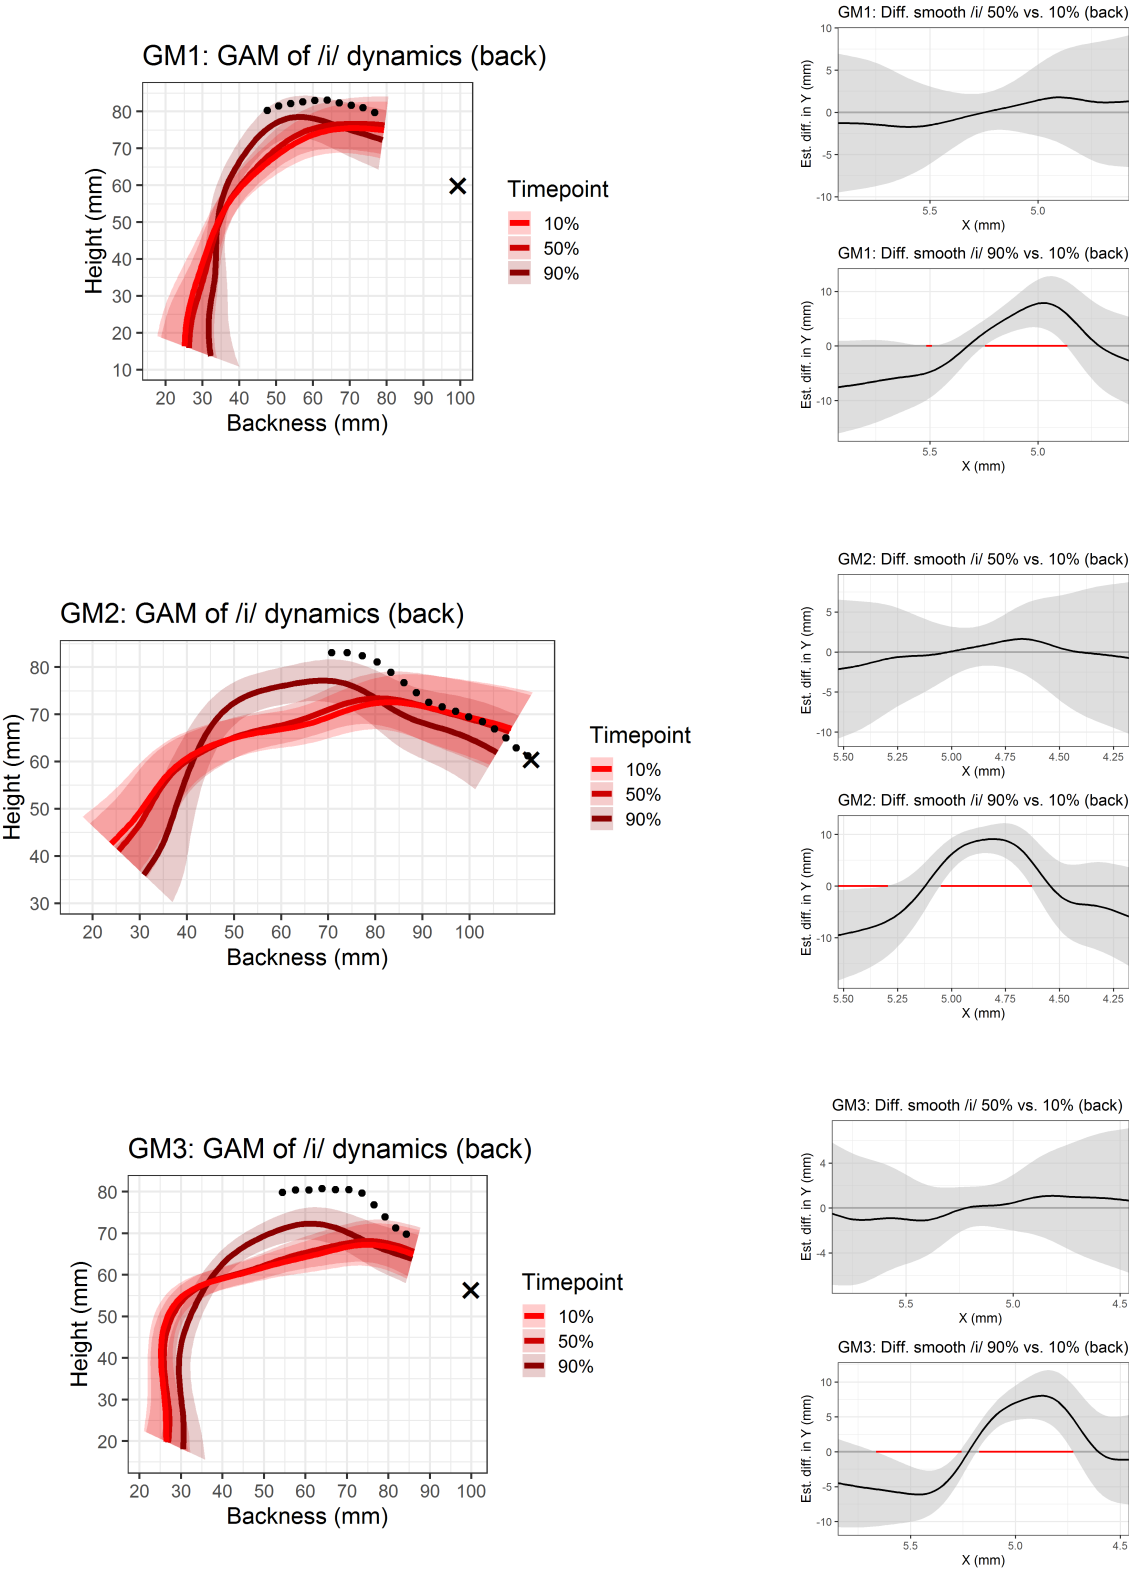 GM1: GAM of /i/ dynamics (back)
Height (mm)
80
70
60
50
40
30
20
10
20 30 40 50 60 70 80 90 100
Backness (mm)
Timepoint
10%
50%
90%
GM1: Diff. smooth /i/ 50% vs. 10% (back)
Est. diff. in Y (mm)
10
5
0
-5
-10
5.5 5.0
X (mm)
GM1: Diff. smooth /i/ 90% vs. 10% (back)
Est. diff. in Y (mm)
10
0
-10
5.5 5.0
X (mm)
GM2: GAM of /i/ dynamics (back)
Height (mm)
80
70
60
50
40
30
20 30 40 50 60 70 80 90 100
Backness (mm)
Timepoint
10%
50%
90%
GM2: Diff. smooth /i/ 50% vs. 10% (back)
Est. diff. in Y (mm)
5
0
-5
-10
5.50 5.25 5.00 4.75 4.50 4.25
X (mm)
GM2: Diff. smooth /i/ 90% vs. 10% (back)
Est. diff. in Y (mm)
10
0
-10
5.50 5.25 5.00 4.75 4.50 4.25
X (mm)
GM3: GAM of /i/ dynamics (back)
Height (mm)
80
70
60
50
40
30
20
20 30 40 50 60 70 80 90 100
Backness (mm)
Timepoint
10%
50%
90%
GM3: Diff. smooth /i/ 50% vs. 10% (back)
Est. diff. in Y (mm)
4
0
-4
5.5 5.0 4.5
X (mm)
GM3: Diff. smooth /i/ 90% vs. 10% (back)
Est. diff. in Y (mm)
10
5
0
-5
-10
5.5 5.0 4.5
X (mm)